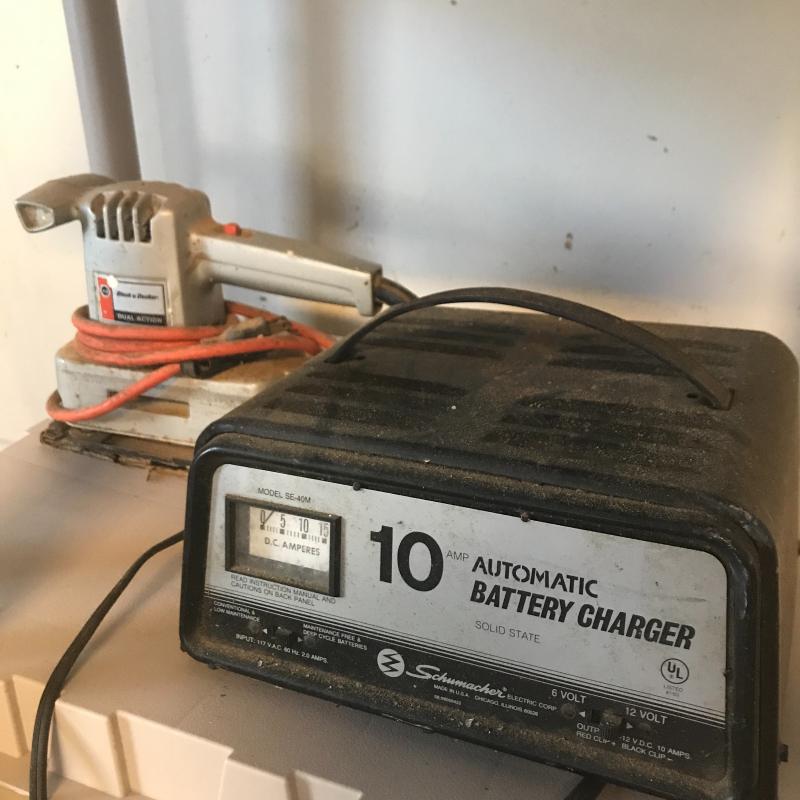 Black & Decker
DUAL-ACTION
MODEL SE-40M
0 5 10 15
D.C. AMPERES
READ INSTRUCTION MANUAL AND
CAUTIONS ON BACK PANEL
10 AMP AUTOMATIC
BATTERY CHARGER
SOLID STATE
CONVENTIONAL &
LOW MAINTENANCE
MAINTENANCE FREE &
DEEP CYCLE BATTERIES
INPUT: 117 V.A.C. 60 Hz. 2.0 AMPS.
Schumacher ELECTRIC CORP
MADE IN U.S.A. CHICAGO, ILLINOIS
UL
LISTED
6 VOLT
12 VOLT
-12 V.D.C. 10 AMPS.
RED CLIP + BLACK CLIP -